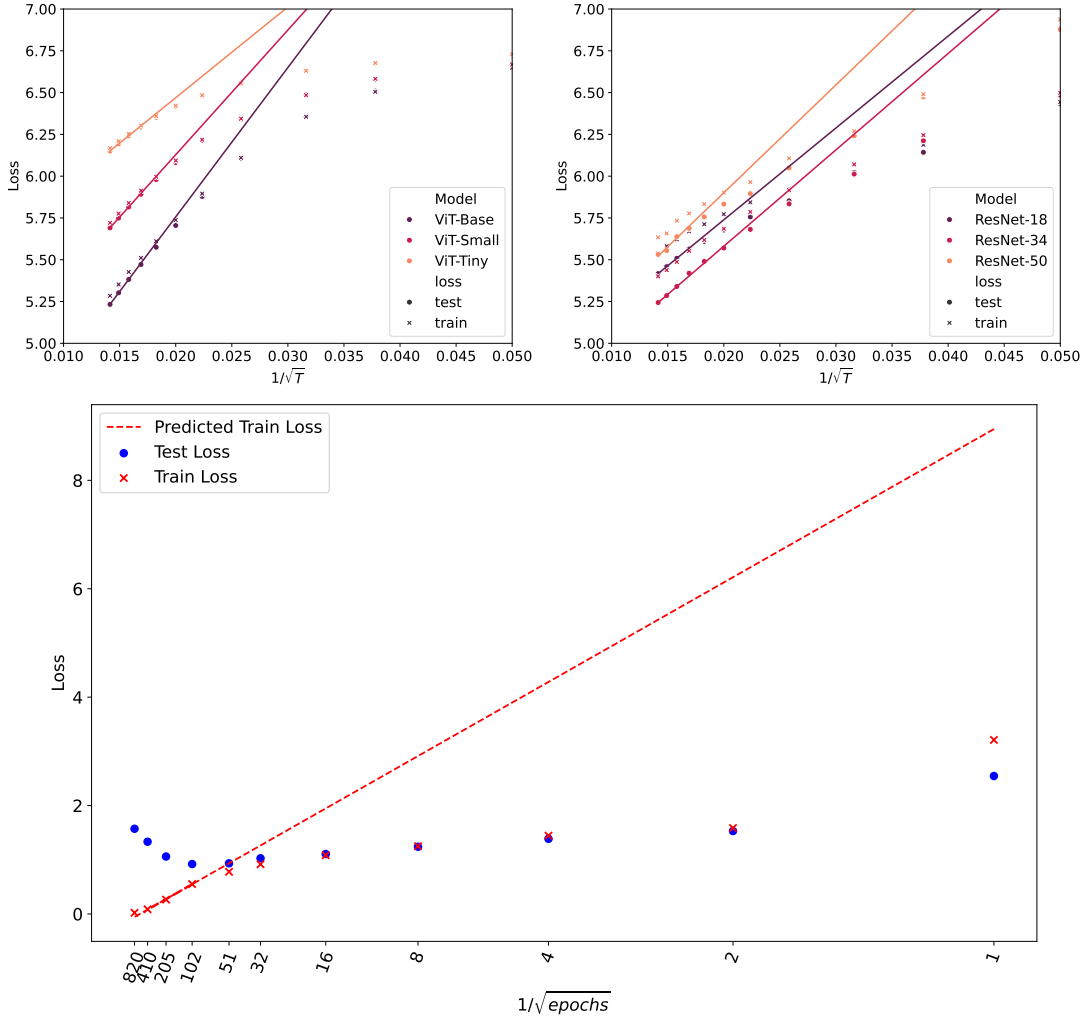 7.00
6.75
6.50
6.25
6.00
5.75
5.50
5.25
5.00
Loss
0.010 0.015 0.020 0.025 0.030 0.035 0.040 0.045 0.050
1/√T
Model
ViT-Base
ViT-Small
ViT-Tiny
loss
test
train
7.00
6.75
6.50
6.25
6.00
5.75
5.50
5.25
5.00
Loss
0.010 0.015 0.020 0.025 0.030 0.035 0.040 0.045 0.050
1/√T
Model
ResNet-18
ResNet-34
ResNet-50
loss
test
train
Predicted Train Loss
Test Loss
Train Loss
8
6
4
2
0
Loss
820 410 205 102 51 32 16 8 4 2 1
1/√epochs